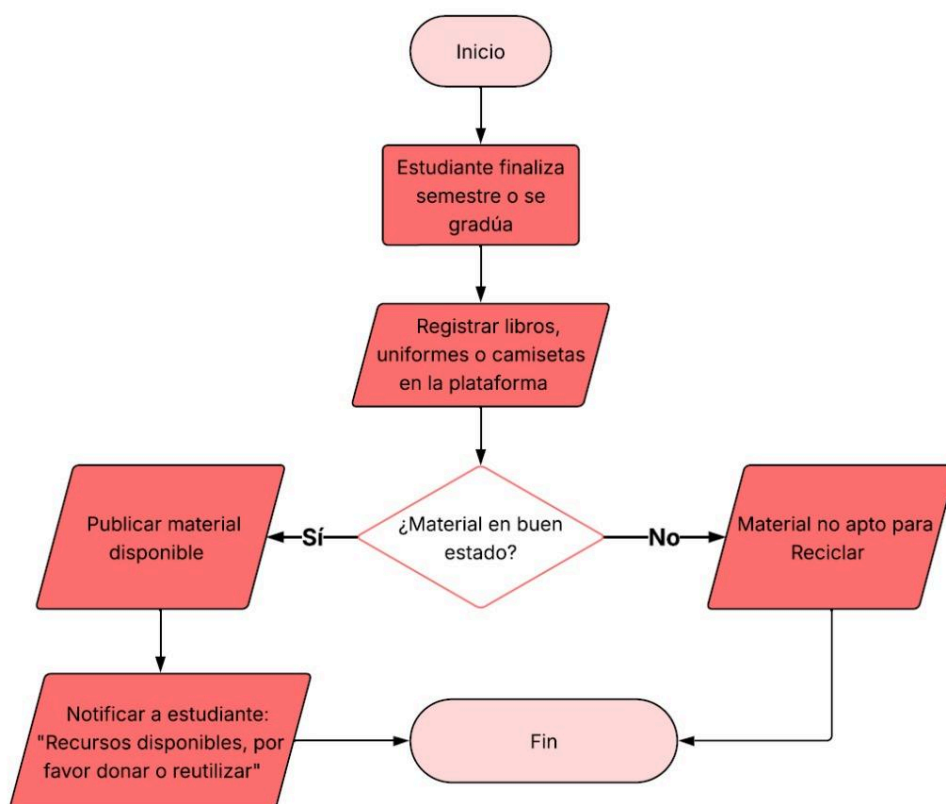 Inicio
Estudiante finaliza
semestre o se
gradúa
Registrar libros,
uniformes o camisetas
en la plataforma
¿Material en buen
estado?
Sí
No
Publicar material
disponible
Material no apto para
Reciclar
Notificar a estudiante:
"Recursos disponibles, por
favor donar o reutilizar"
Fin